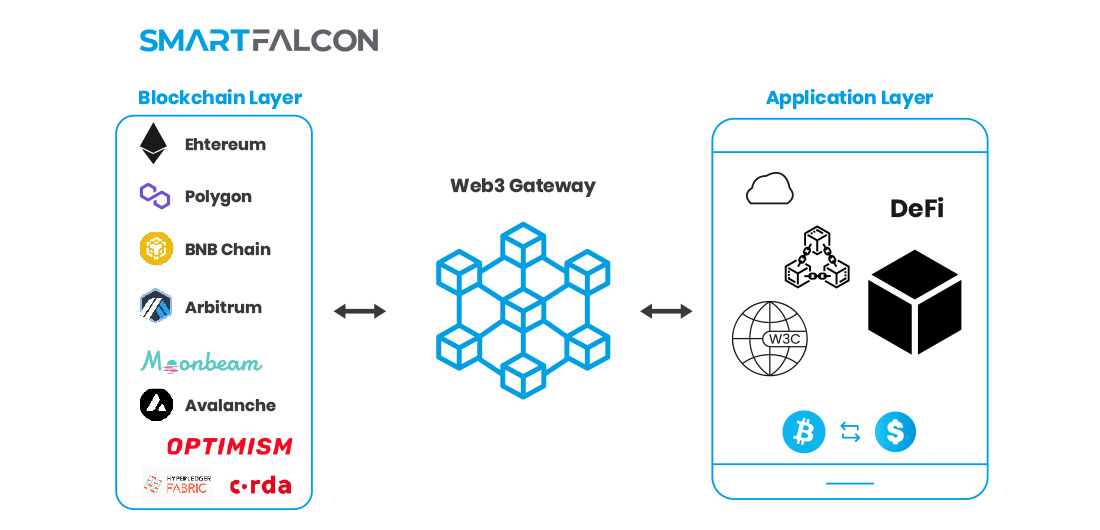 SMARTFALCON
Blockchain Layer
Ehtereum
Polygon
BNB Chain
Arbitrum
Moonbeam
Avalanche
OPTIMISM
HYPERLEDGER
FABRIC
c·rda
Web3 Gateway
Application Layer
DeFi
W3C